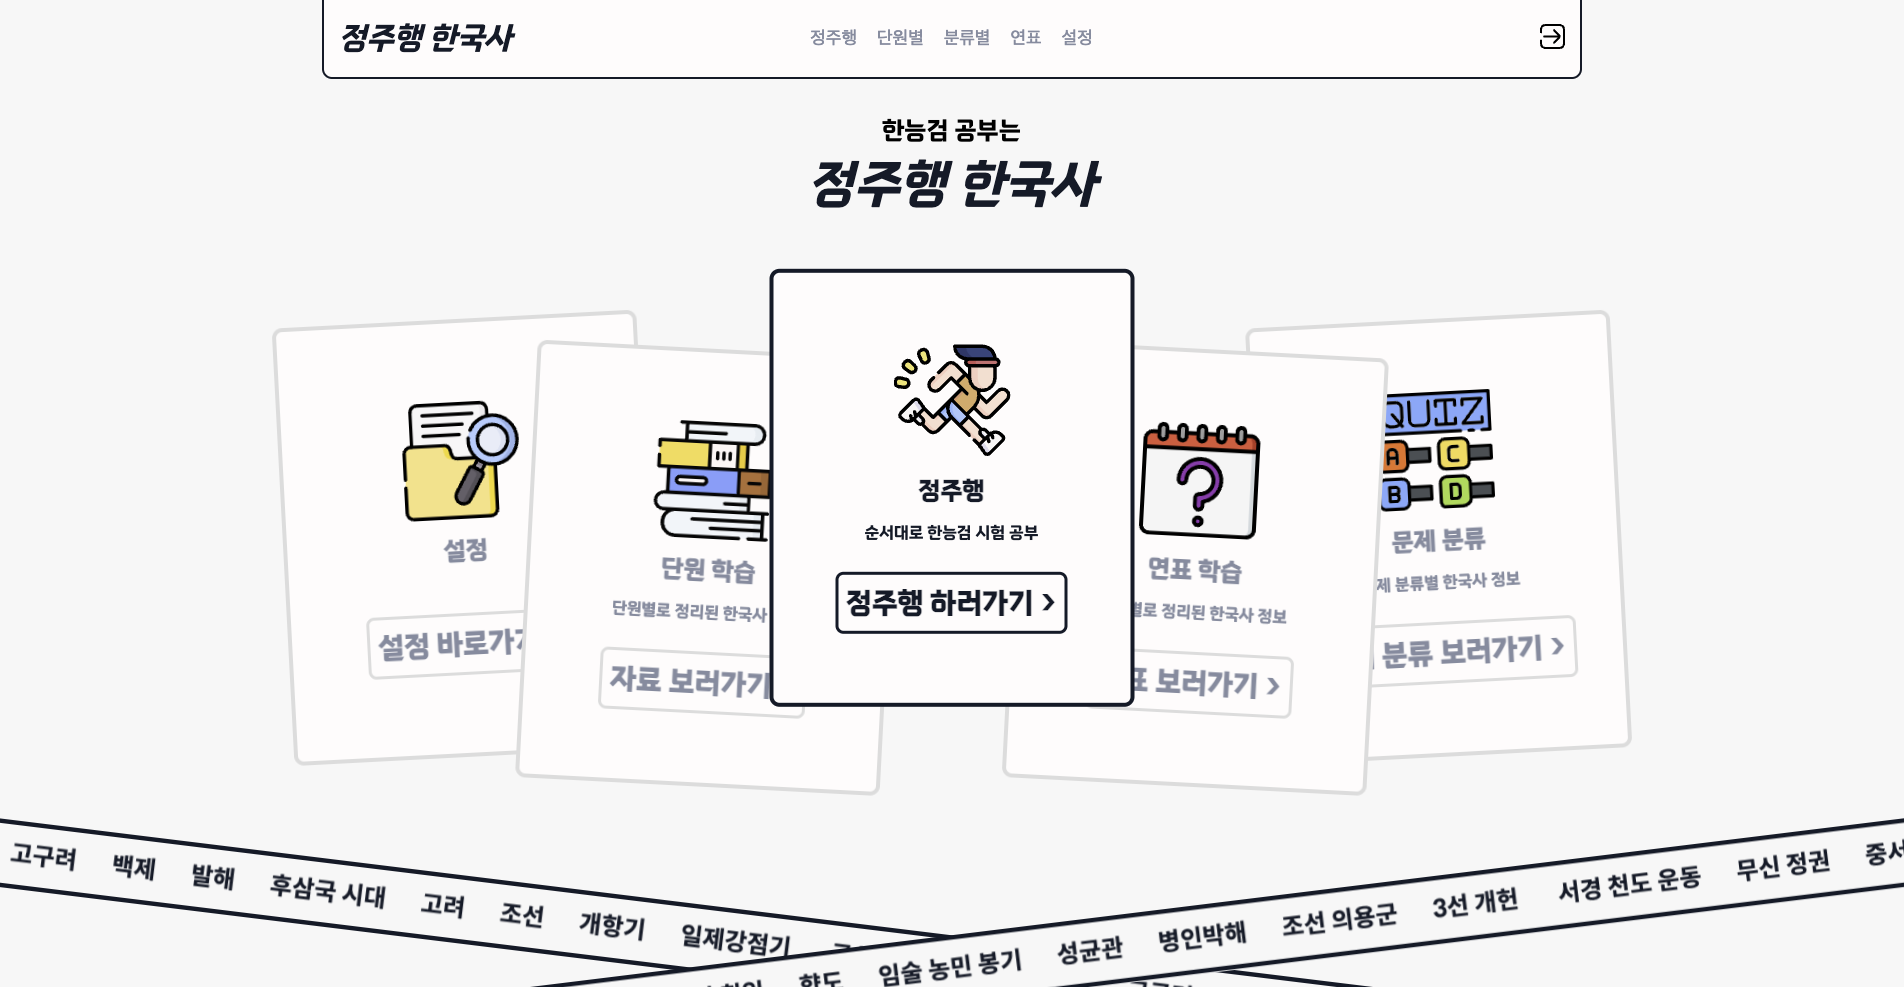 정주행 한국사
정주행 단원별 분류별 연표 설정
한능검 공부는
정주행 한국사
설정
설정 바로가
단원 학습
단원별로 정리된 한국사
자료 보러가기
정주행
순서대로 한능검 시험 공부
정주행 하러가기 >
연표 학습
별로 정리된 한국사 정보
표 보러가기 >
QUIZ
A
C
B
D
문제 분류
제 분류별 한국사 정보
분류 보러가기 >
고구려 백제 발해 후삼국 시대 고려 조선 개항기 일제강점기
향도 임술 농민 봉기 성균관 병인박해 조선 의용군 3선 개헌 서경 천도 운동 무신 정권 중서